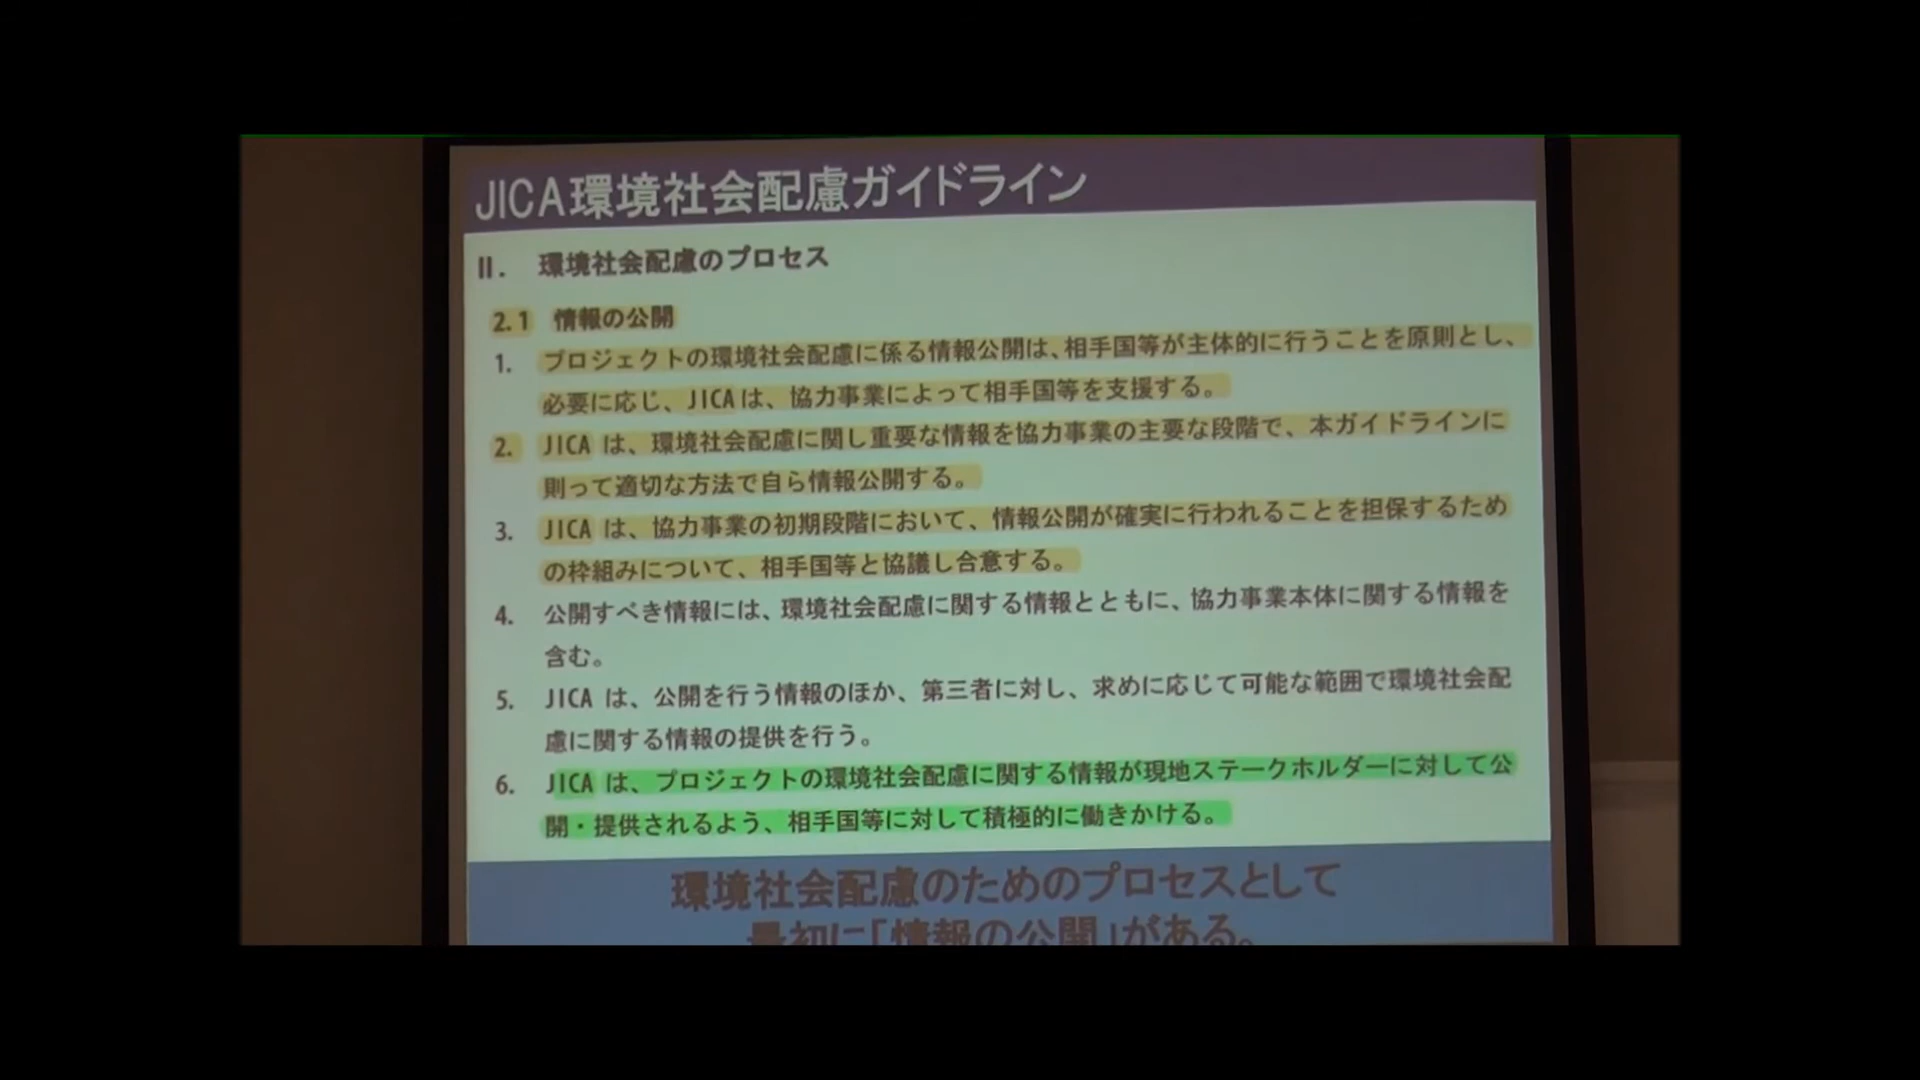 JICA環境社会配慮ガイドライン
II. 環境社会配慮のプロセス
2.1 情報の公開
1. プロジェクトの環境社会配慮に係る情報公開は、相手国等が主体的に行うことを原則とし、
必要に応じ、JICAは、協力事業によって相手国等を支援する。
2. JICA は、環境社会配慮に関し重要な情報を協力事業の主要な段階で、本ガイドラインに
則って適切な方法で自ら情報公開する。
3. JICA は、協力事業の初期段階において、情報公開が確実に行われることを担保するため
の枠組みについて、相手国等と協議し合意する。
4. 公開すべき情報には、環境社会配慮に関する情報とともに、協力事業本体に関する情報を
含む。
5. JICA は、公開を行う情報のほか、第三者に対し、求めに応じて可能な範囲で環境社会配
慮に関する情報の提供を行う。
6. JICA は、プロジェクトの環境社会配慮に関する情報が現地ステークホルダーに対して公
開・提供されるよう、相手国等に対して積極的に働きかける。
環境社会配慮のためのプロセスとして
最初に「情報の公開」がある。